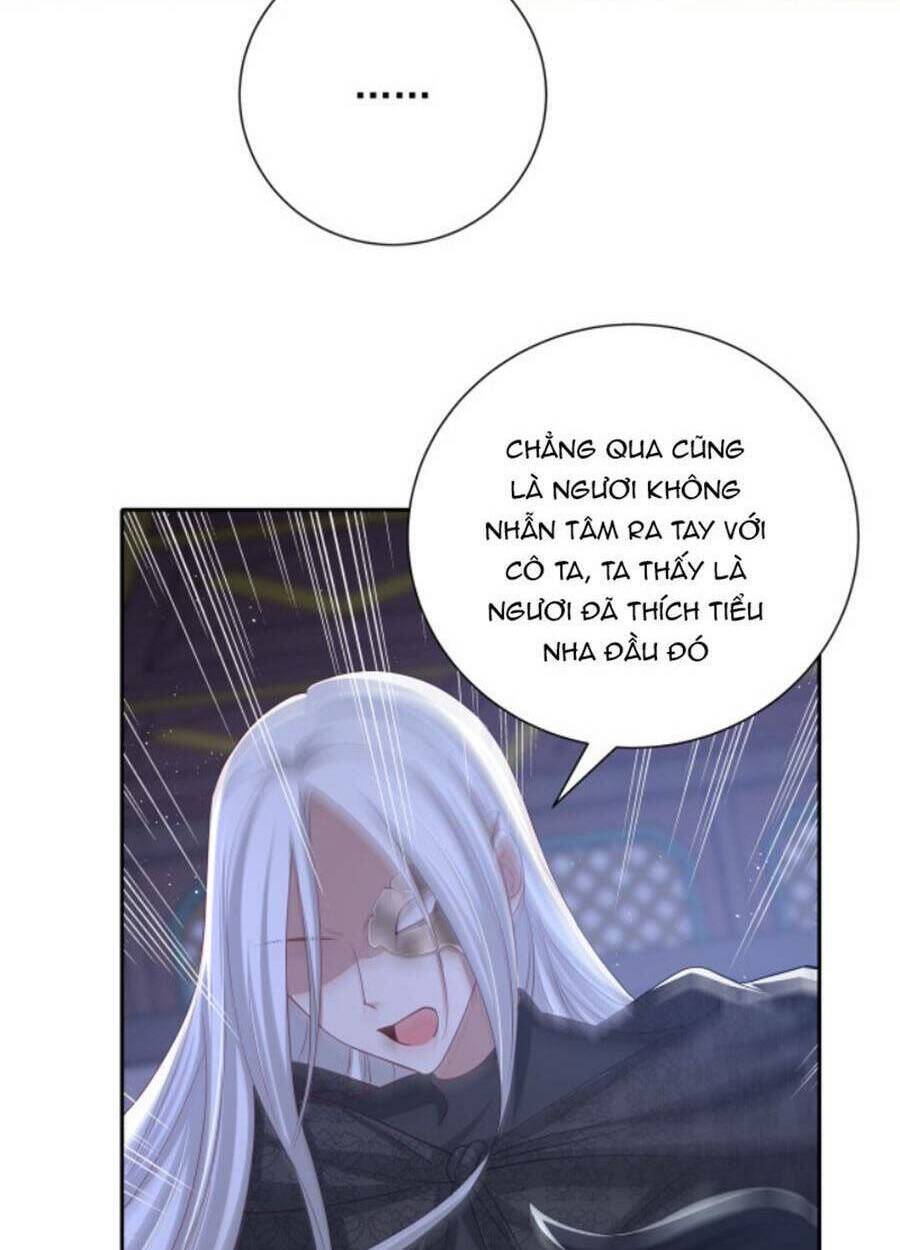 ......
CHẲNG QUA CŨNG
LÀ NGƯƠI KHÔNG
NHẪN TÂM RA TAY VỚI
CÔ TA, TA THẤY LÀ
NGƯƠI ĐÃ THÍCH TIỂU
NHA ĐẦU ĐÓ